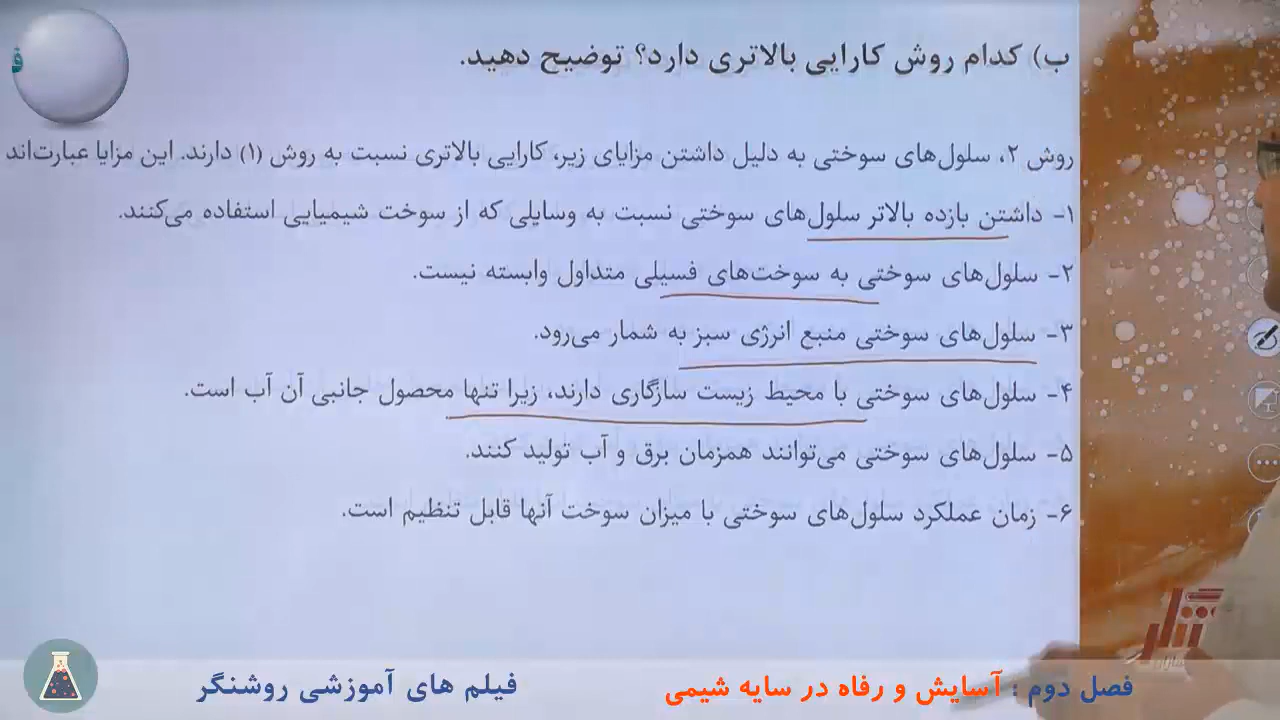 ب) کدام روش کارایی بالاتری دارد؟ توضیح دهید.
روش ۲، سلول‌های سوختی به دلیل داشتن مزایای زیر، کارایی بالاتری نسبت به روش (۱) دارند. این مزایا عبارت‌اند
۱- داشتن بازده بالاتر سلول‌های سوختی نسبت به وسایلی که از سوخت شیمیایی استفاده می‌کنند.
۲- سلول‌های سوختی به سوخت‌های فسیلی متداول وابسته نیست.
۳- سلول‌های سوختی منبع انرژی سبز به شمار می‌رود.
۴- سلول‌های سوختی با محیط زیست سازگاری دارند، زیرا تنها محصول جانبی آن آب است.
۵- سلول‌های سوختی می‌توانند همزمان برق و آب تولید کنند.
۶- زمان عملکرد سلول‌های سوختی با میزان سوخت آنها قابل تنظیم است.
فصل دوم : آسایش و رفاه در سایه شیمی
فیلم های آموزشی روشنگر